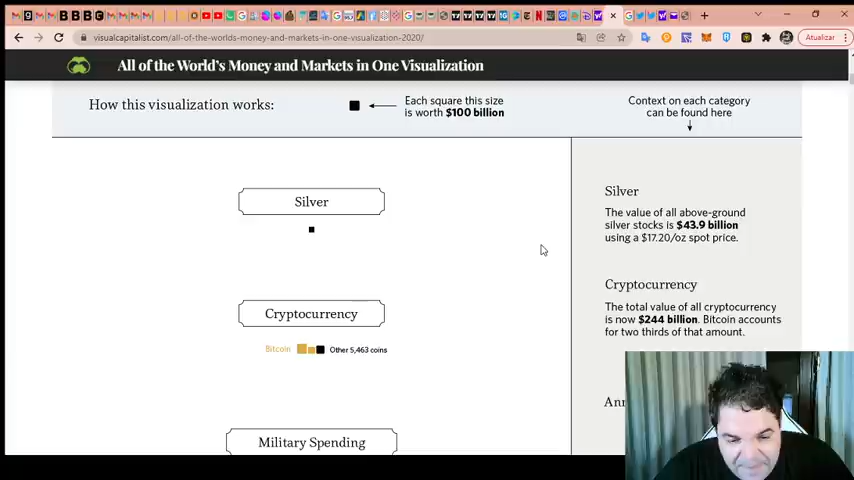 visualcapitalist.com/all-of-the-worlds-money-and-markets-in-one-visualization-2020/
Atualizar
All of the World's Money and Markets in One Visualization
How this visualization works:
Each square this size
is worth $100 billion
Context on each category
can be found here
Silver
Silver
The value of all above-ground
silver stocks is $43.9 billion
using a $17.20/oz spot price.
Cryptocurrency
Bitcoin
Other 5,463 coins
Cryptocurrency
The total value of all cryptocurrency
is now $244 billion. Bitcoin accounts
for two thirds of that amount.
Military Spending